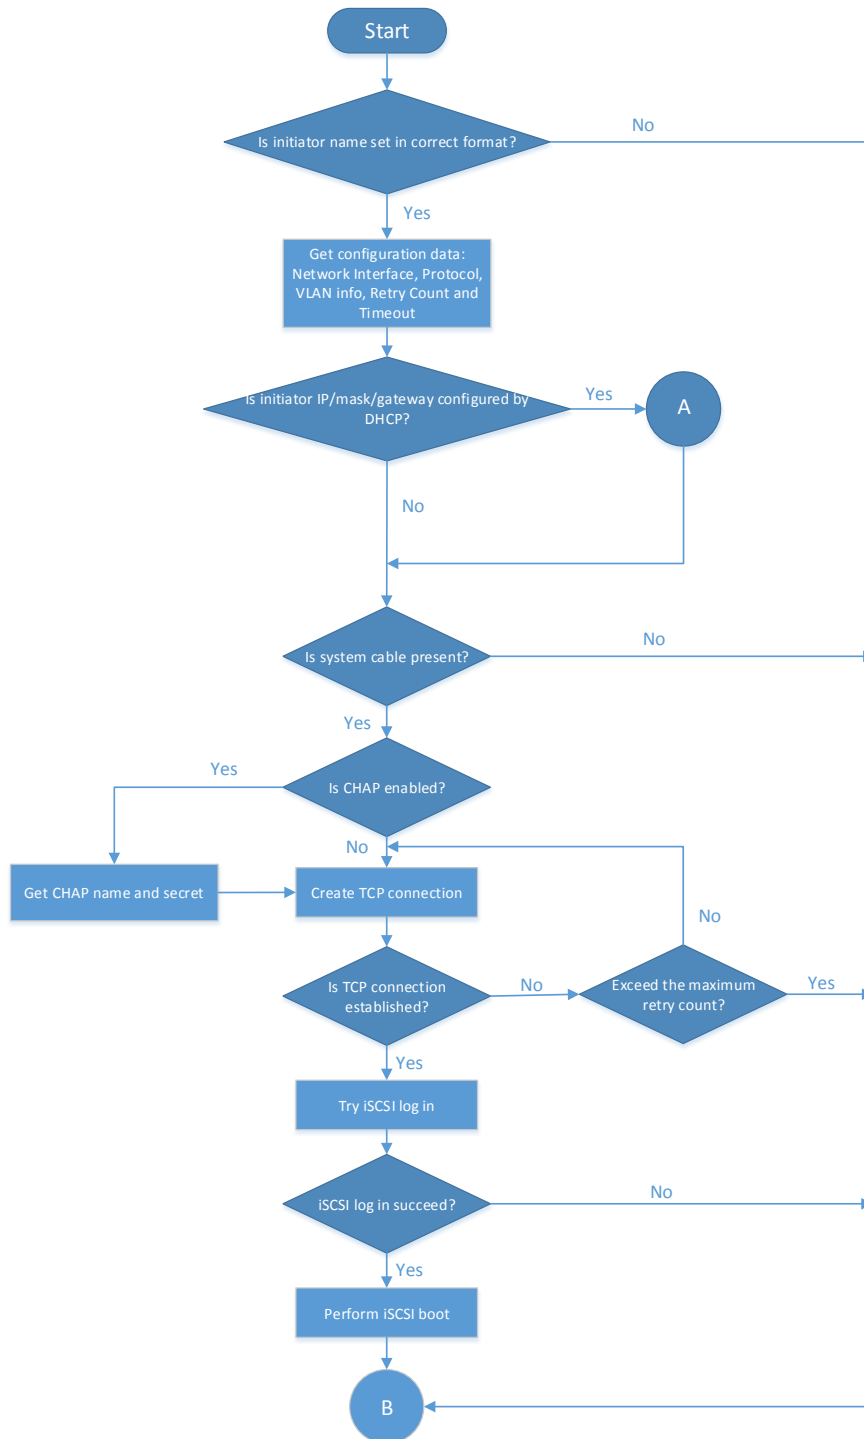 Start
Is initiator name set in correct format?
No
Yes
Get configuration data:
Network Interface, Protocol,
VLAN info, Retry Count and
Timeout
Is initiator IP/mask/gateway configured by
DHCP?
Yes
A
No
Is system cable present?
No
Yes
Is CHAP enabled?
Yes
No
Get CHAP name and secret
Create TCP connection
No
Is TCP connection
established?
No
Exceed the maximum
retry count?
Yes
Yes
Try iSCSI log in
iSCSI log in succeed?
No
Yes
Perform iSCSI boot
B